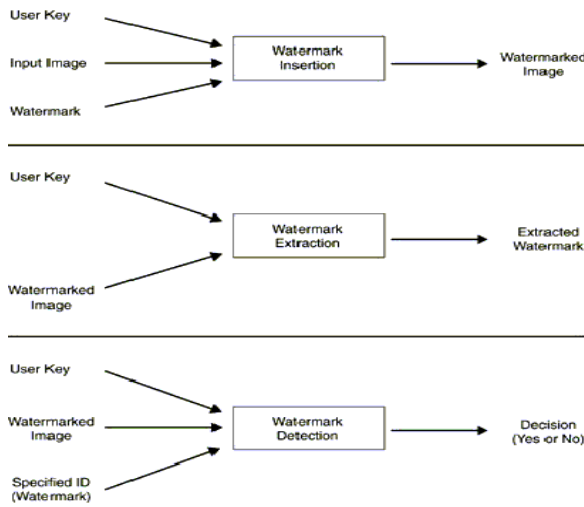 User Key
Input Image
Watermark
Watermark
Insertion
Watermarked
Image
User Key
Watermarked
Image
Watermark
Extraction
Extracted
Watermark
User Key
Watermarked
Image
Specified ID
(Watermark)
Watermark
Detection
Decision
(Yes or No)